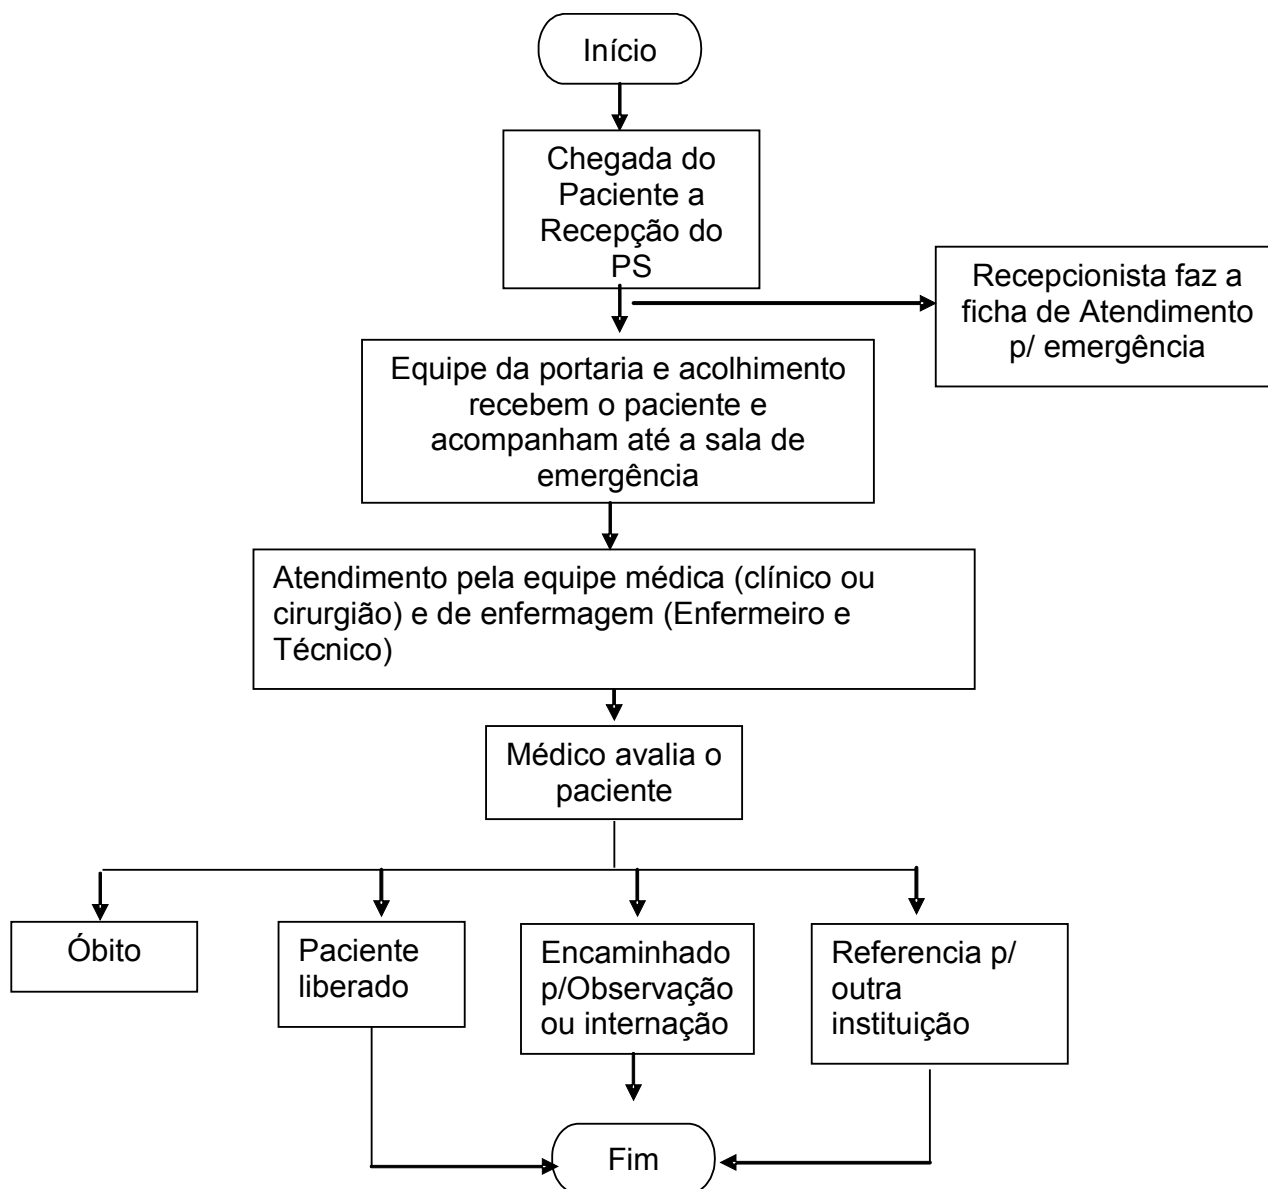 Início
Chegada do
Paciente a
Recepção do
PS
Recepcionista faz a
ficha de Atendimento
p/ emergência
Equipe da portaria e acolhimento
recebem o paciente e
acompanham até a sala de
emergência
Atendimento pela equipe médica (clínico ou
cirurgião) e de enfermagem (Enfermeiro e
Técnico)
Médico avalia o
paciente
Óbito
Paciente
liberado
Encaminhado
p/Observação
ou internação
Referencia p/
outra
instituição
Fim